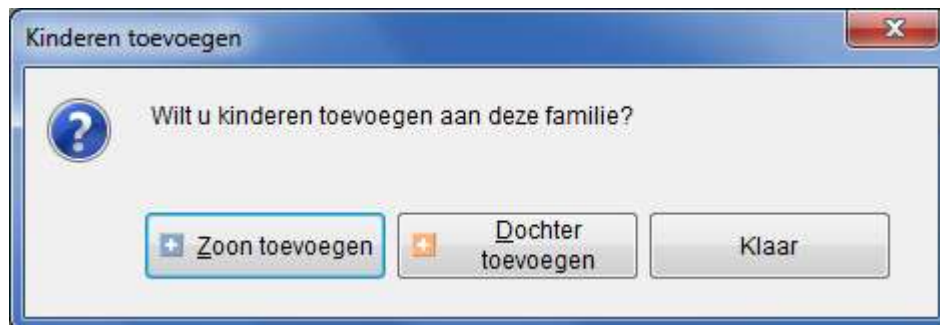 Kinderen toevoegen
Wilt u kinderen toevoegen aan deze familie?
Zoon toevoegen
Dochter
toevoegen
Klaar